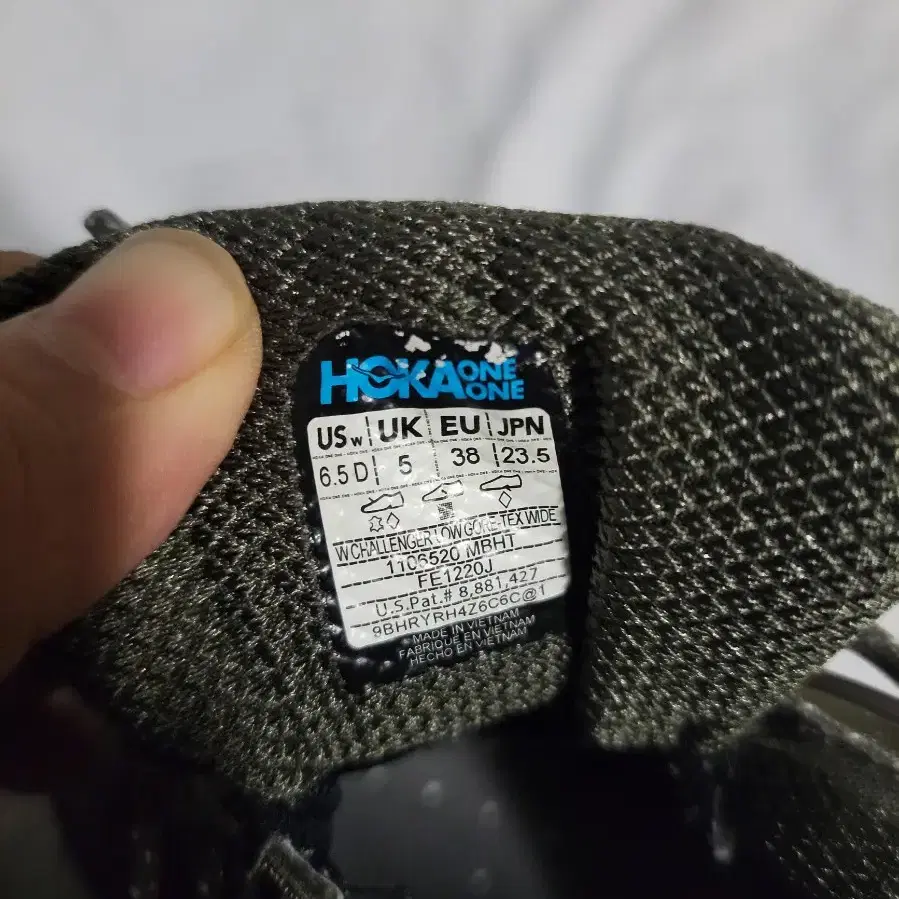 HOKA ONE ONE
USw UK EU JPN
6.5 D 5 38 23.5
W CHALLENGER LOW GORE-TEX WIDE
1106520 MBHT
FE1220J
U.S.Pat.# 8,881,427
9BHRYRH4Z6C6C@1
MADE IN VIETNAM
FABRIQUE EN VIETNAM
HECHO EN VIETNAM